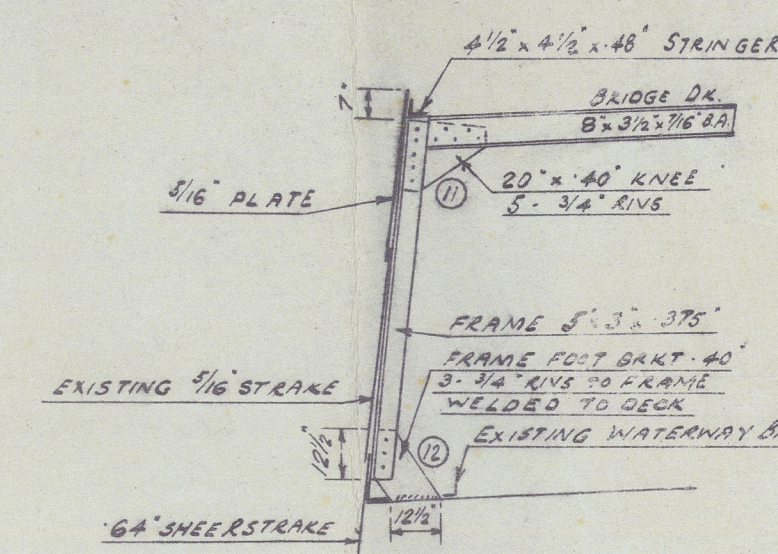 4½" x 4½" x ·48" STRINGER
7"
BRIDGE DK.
8" x 3½" x 7/16" B.A.
5/16" PLATE
20" x ·40" KNEE
5 - 3/4" RIVS
11
FRAME 5" x 3" x ·375"
FRAME FOOT BRKT ·40"
3 - 3/4" RIVS TO FRAME
WELDED TO DECK
EXISTING 5/16" STRAKE
EXISTING WATERWAY
12½"
12
12½"
·64" SHEERSTRAKE